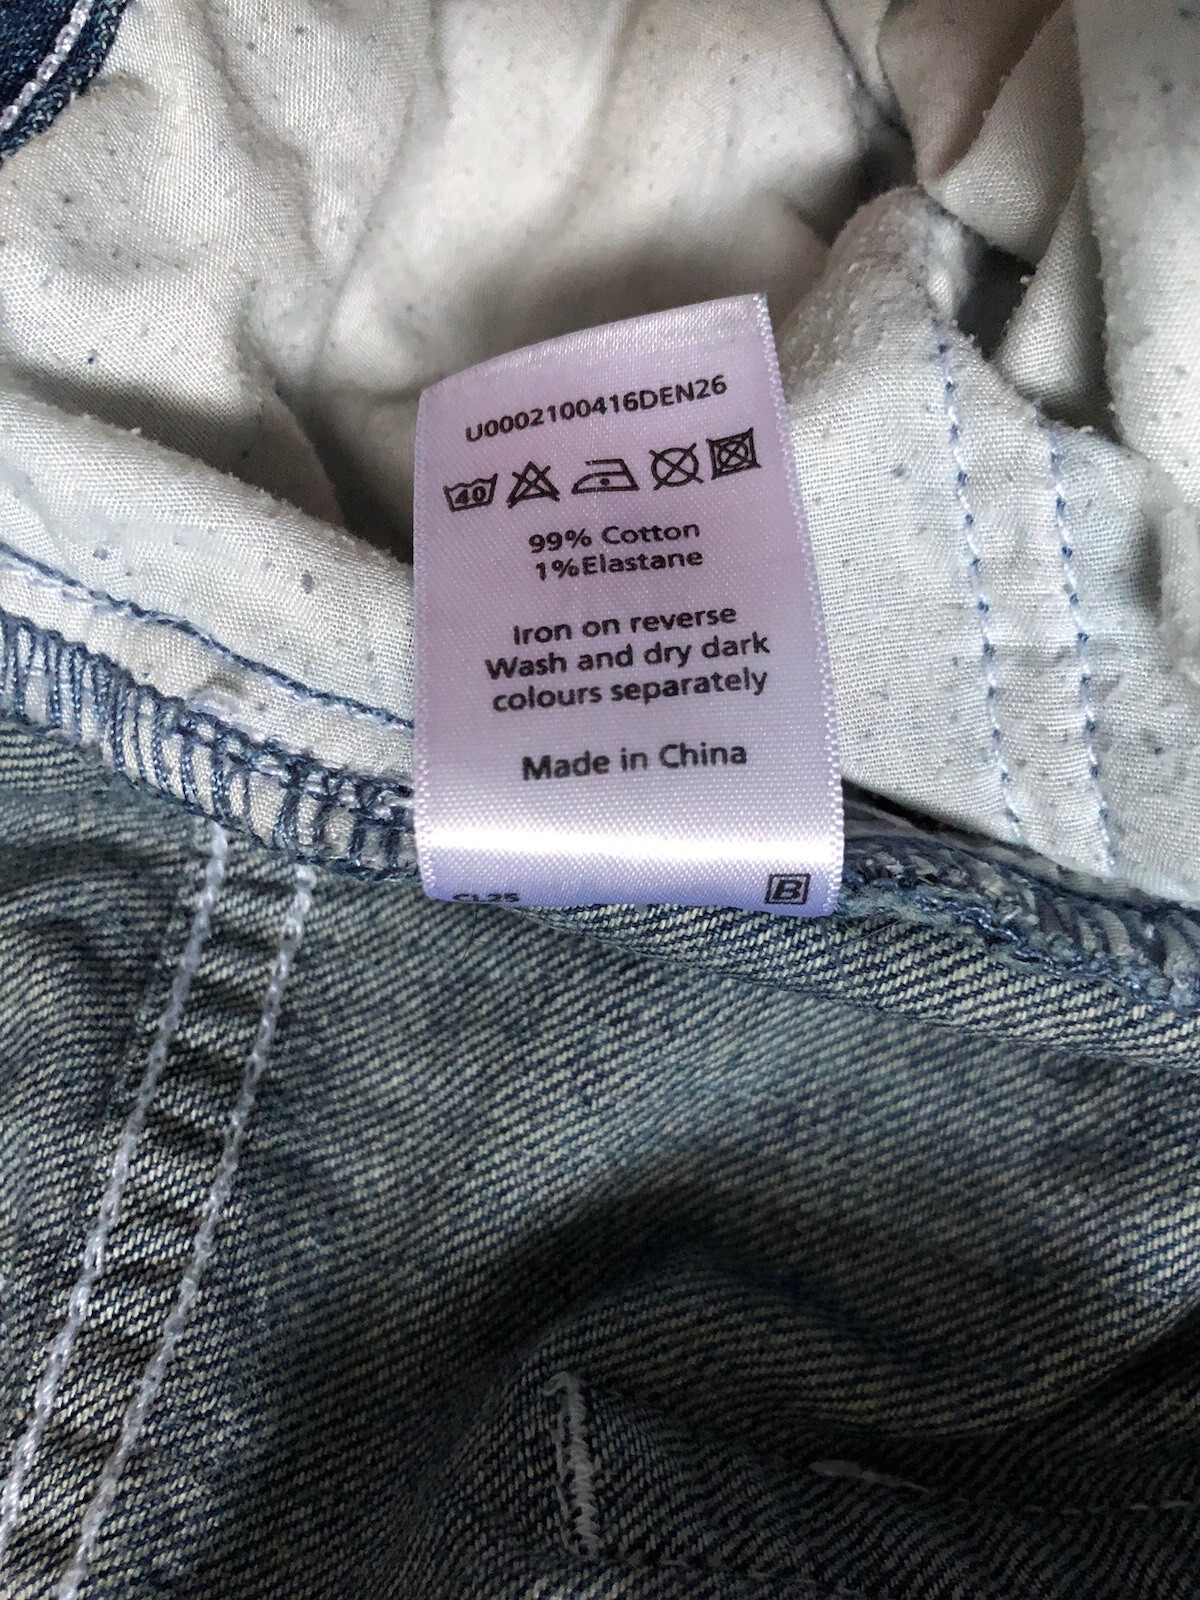 U0002100416DEN26
40
99% Cotton
1%Elastane
Iron on reverse
Wash and dry dark
colours separately
Made in China
B